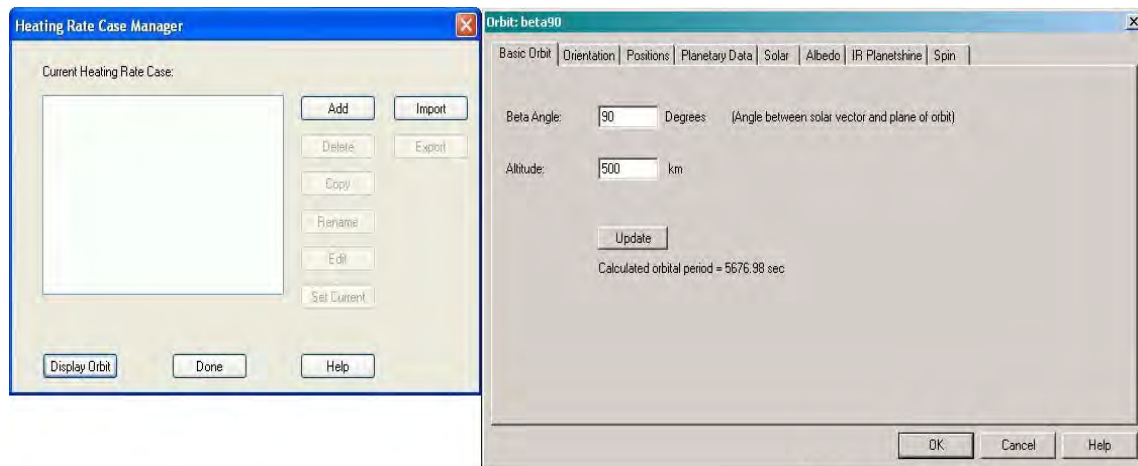 Heating Rate Case Manager
Current Heating Rate Case:
Add
Import
Delete
Export
Copy
Rename
Edit
Set Current
Display Orbit
Done
Help
Orbit: beta90
Basic Orbit
Orientation
Positions
Planetary Data
Solar
Albedo
IR Planetshine
Spin
Beta Angle: 90 Degrees (Angle between solar vector and plane of orbit)
Altitude: 500 km
Update
Calculated orbital period = 5676.98 sec
OK
Cancel
Help